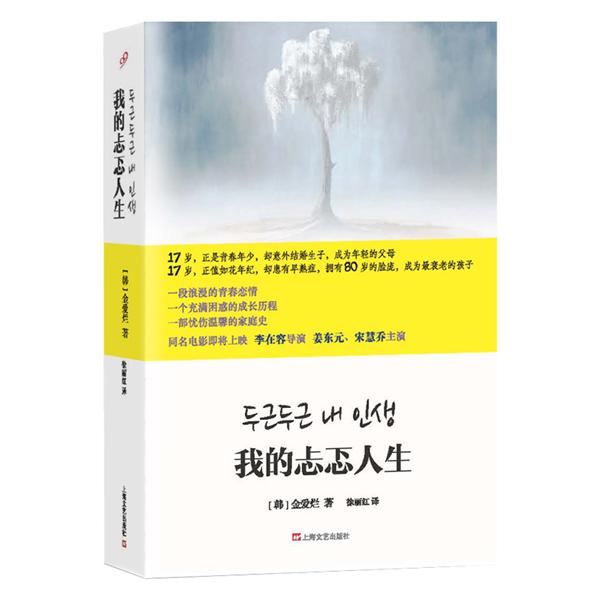 두근두근 내 인생
我的忐忑人生
[韩]金爱烂 著
徐丽红 译
上海文艺出版社
17岁，正是青春年少，却意外结婚生子，成为年轻的父母
17岁，正值如花年纪，却患有早熟症，拥有80岁的脸庞，成为最衰老的孩子
一段浪漫的青春恋情
一个充满困惑的成长历程
一部忧伤温馨的家庭史
同名电影即将上映 李在容导演 姜东元、宋慧乔主演
두근두근 내 인생
我的忐忑人生
[韩]金爱烂 著 徐丽红 译
上海文艺出版社